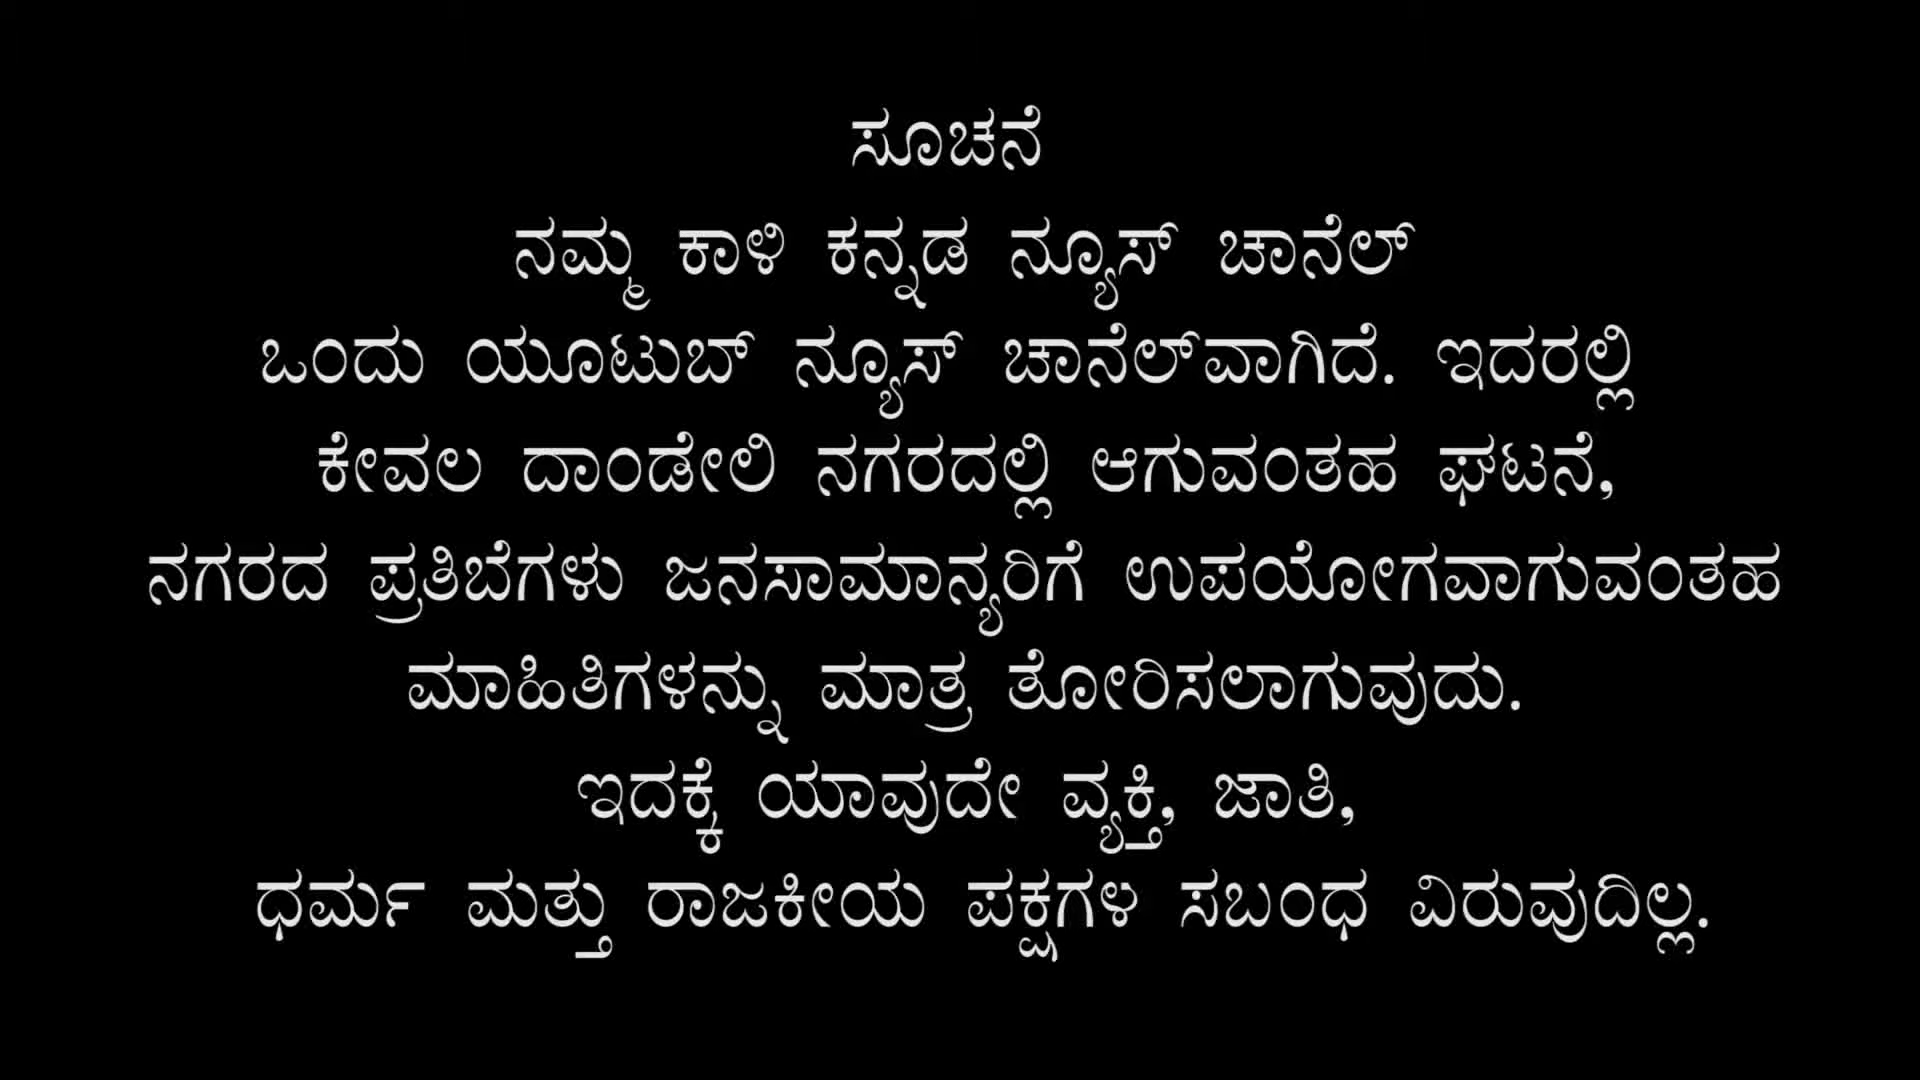 ಸೂಚನೆ
ನಮ್ಮ ಕಾಳಿ ಕನ್ನಡ ನ್ಯೂಸ್ ಚಾನೆಲ್
ಒಂದು ಯೂಟುಬ್ ನ್ಯೂಸ್ ಚಾನೆಲ್‌ವಾಗಿದೆ. ಇದರಲ್ಲಿ
ಕೇವಲ ದಾಂಡೇಲಿ ನಗರದಲ್ಲಿ ಆಗುವಂತಹ ಘಟನೆ,
ನಗರದ ಪ್ರತಿಬೆಗಳು ಜನಸಾಮಾನ್ಯರಿಗೆ ಉಪಯೋಗವಾಗುವಂತಹ
ಮಾಹಿತಿಗಳನ್ನು ಮಾತ್ರ ತೋರಿಸಲಾಗುವುದು.
ಇದಕ್ಕೆ ಯಾವುದೇ ವ್ಯಕ್ತಿ, ಜಾತಿ,
ಧರ್ಮ ಮತ್ತು ರಾಜಕೀಯ ಪಕ್ಷಗಳ ಸಬಂಧ ವಿರುವುದಿಲ್ಲ.